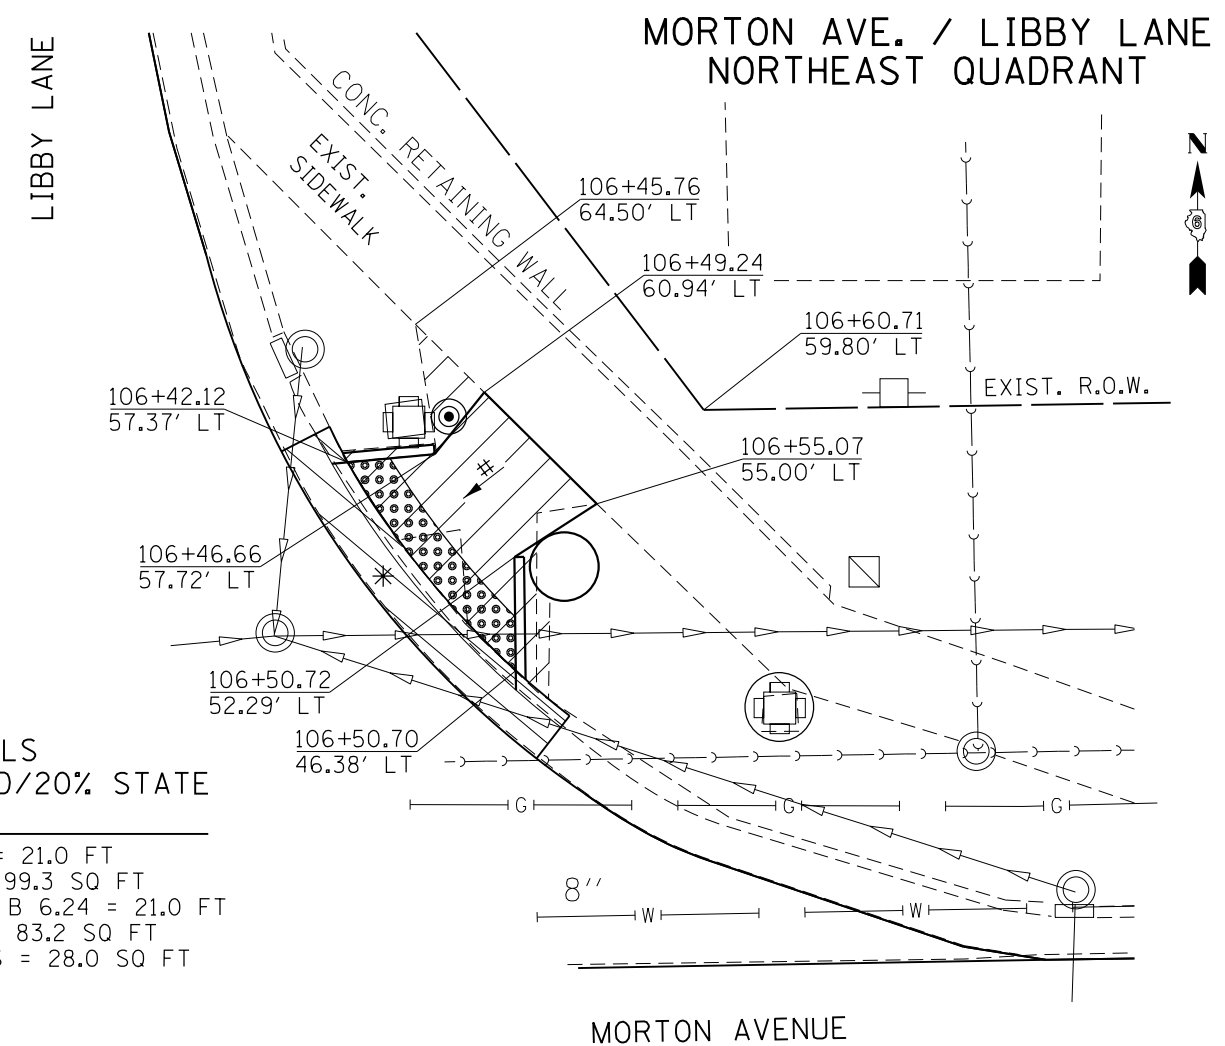 MORTON AVE. / LIBBY LANE
NORTHEAST QUADRANT
LIBBY LANE
CONC. RETAINING WALL
EXIST.
SIDEWALK
N
6
106+45.76
64.50' LT
106+49.24
60.94' LT
106+60.71
59.80' LT
EXIST. R.O.W.
106+42.12
57.37' LT
106+55.07
55.00' LT
#
106+46.66
57.72' LT
*
106+50.72
52.29' LT
106+50.70
46.38' LT
LS
D/20% STATE
= 21.0 FT
99.3 SQ FT
B 6.24 = 21.0 FT
83.2 SQ FT
S = 28.0 SQ FT
G G G
8''
W W
MORTON AVENUE